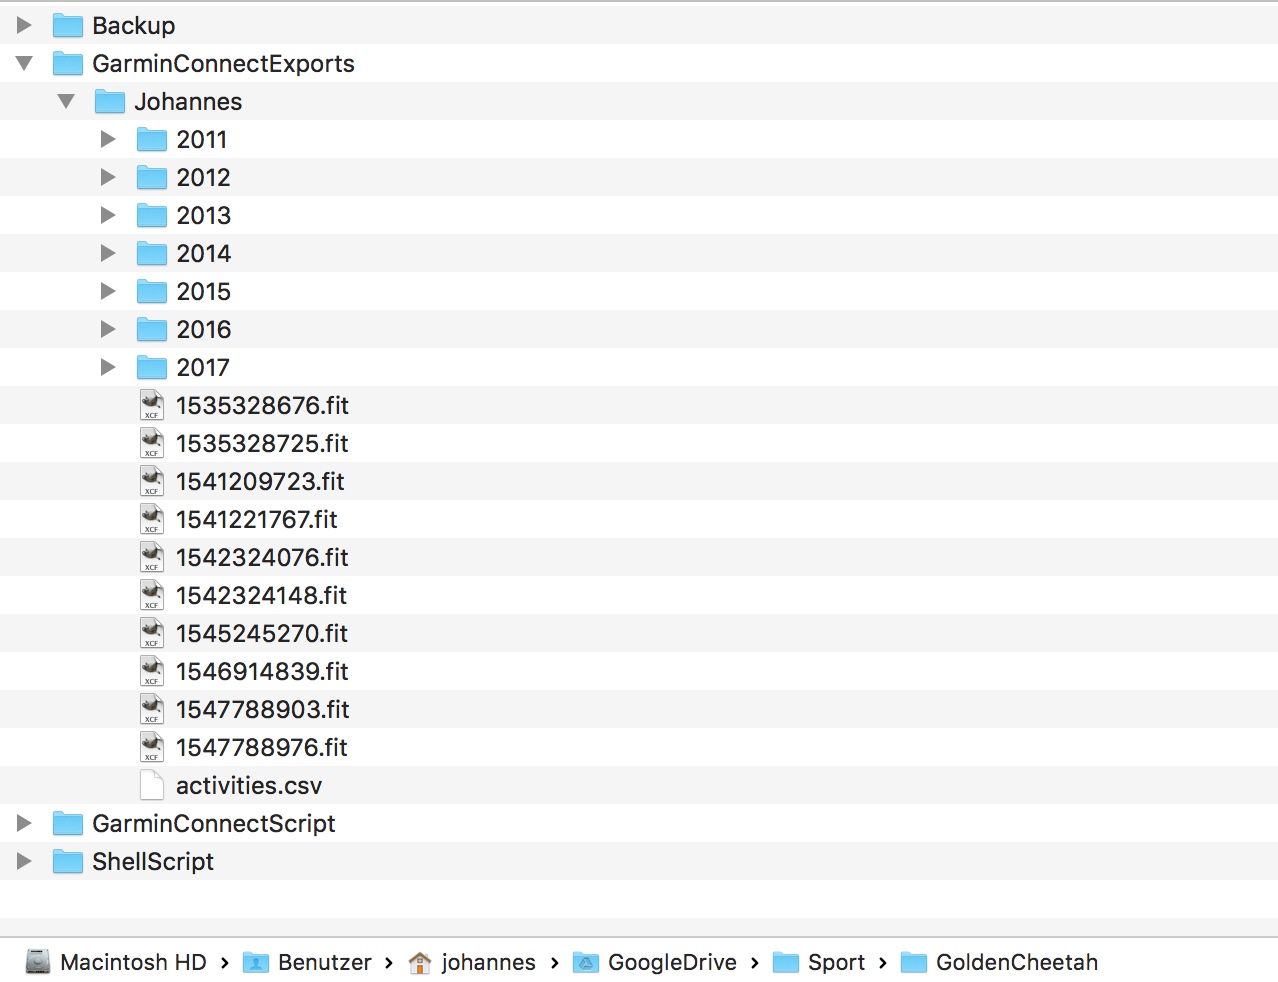 Backup
GarminConnectExports
Johannes
2011
2012
2013
2014
2015
2016
2017
XCF 1535328676.fit
XCF 1535328725.fit
XCF 1541209723.fit
XCF 1541221767.fit
XCF 1542324076.fit
XCF 1542324148.fit
XCF 1545245270.fit
XCF 1546914839.fit
XCF 1547788903.fit
XCF 1547788976.fit
activities.csv
GarminConnectScript
ShellScript
Macintosh HD › Benutzer › johannes › GoogleDrive › Sport › GoldenCheetah